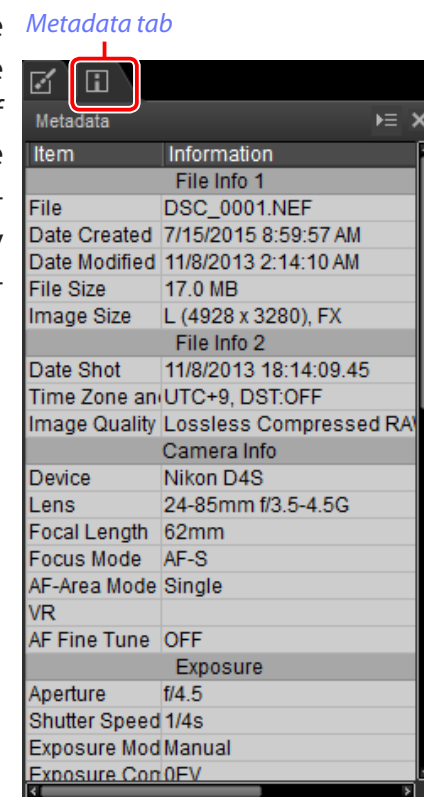 Metadata tab
Metadata
Item Information
File Info 1
File DSC_0001.NEF
Date Created 7/15/2015 8:59:57 AM
Date Modified 11/8/2013 2:14:10 AM
File Size 17.0 MB
Image Size L (4928 x 3280), FX
File Info 2
Date Shot 11/8/2013 18:14:09.45
Time Zone and UTC+9, DST:OFF
Image Quality Lossless Compressed RAW
Camera Info
Device Nikon D4S
Lens 24-85mm f/3.5-4.5G
Focal Length 62mm
Focus Mode AF-S
AF-Area Mode Single
VR
AF Fine Tune OFF
Exposure
Aperture f/4.5
Shutter Speed 1/4s
Exposure Mod Manual
Exposure Com 0EV